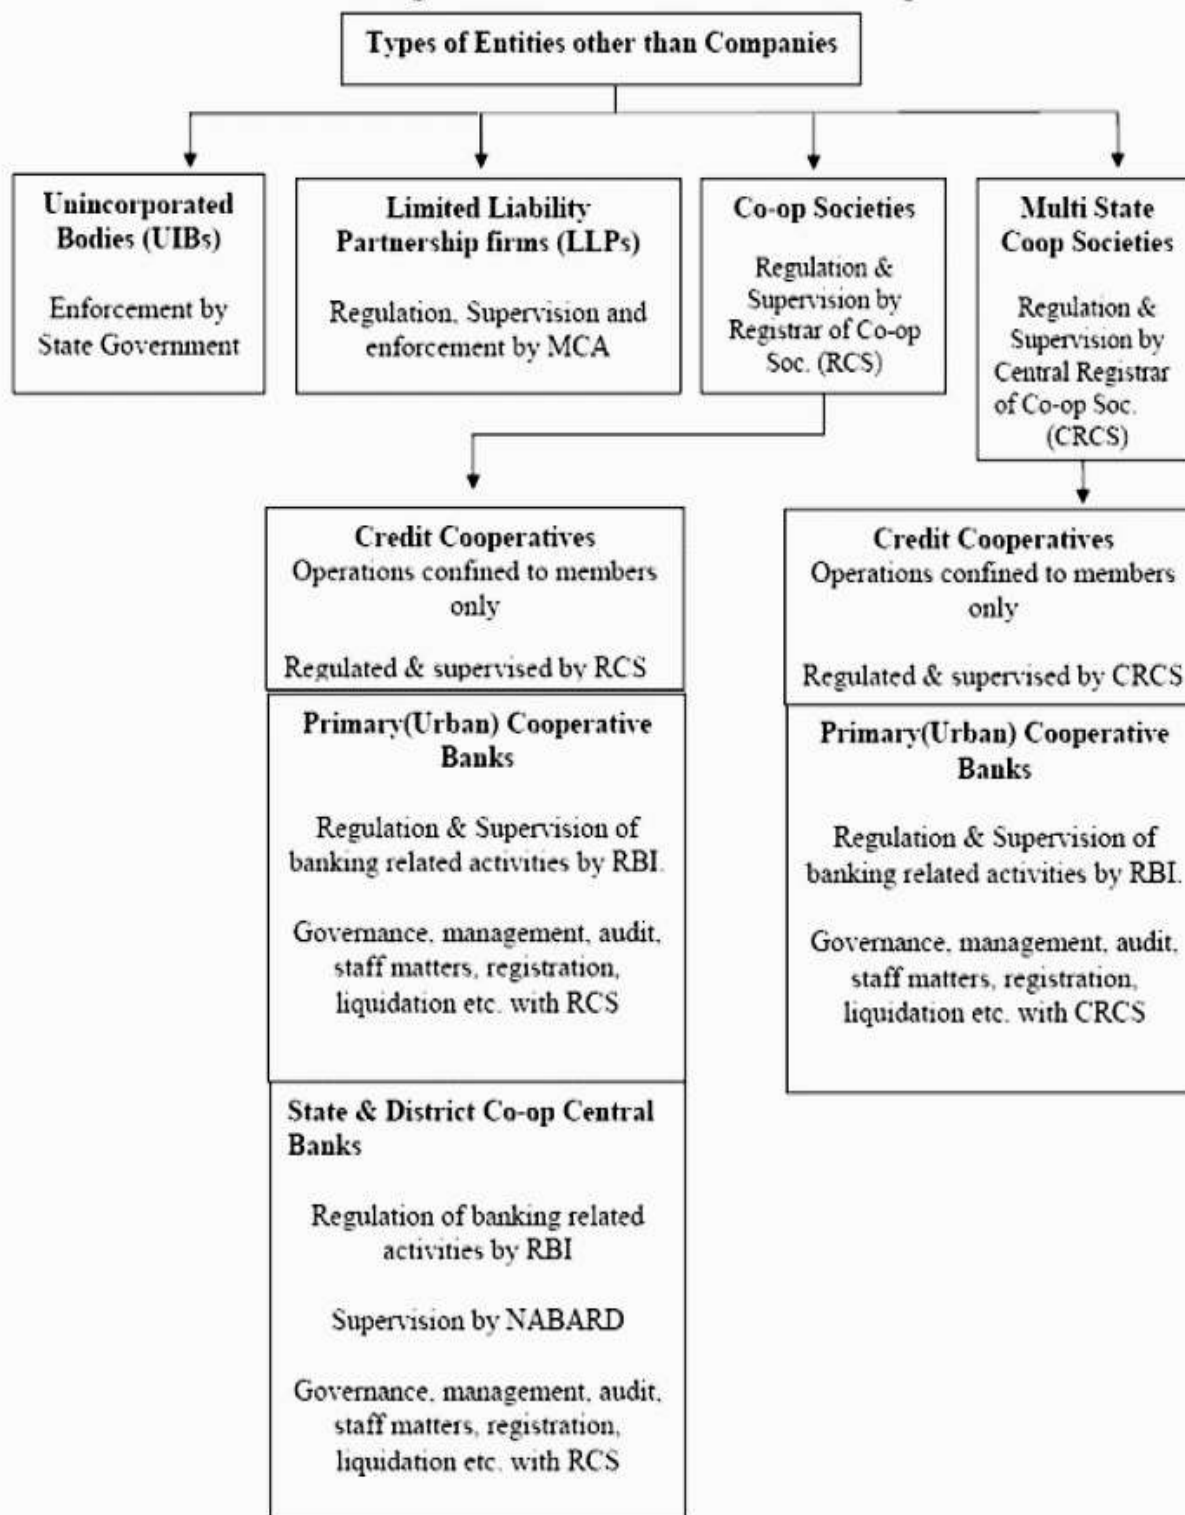 Types of Entities other than Companies
Unincorporated
Bodies (UIBs)
Enforcement by
State Government
Limited Liability
Partnership firms (LLPs)
Regulation, Supervision and
enforcement by MCA
Co-op Societies
Regulation &
Supervision by
Registrar of Co-op
Soc. (RCS)
Multi State
Coop Societies
Regulation &
Supervision by
Central Registrar
of Co-op Soc.
(CRCS)
Credit Cooperatives
Operations confined to members
only
Regulated & supervised by RCS
Primary(Urban) Cooperative
Banks
Regulation & Supervision of
banking related activities by RBI.
Governance, management, audit,
staff matters, registration,
liquidation etc. with RCS
State & District Co-op Central
Banks
Regulation of banking related
activities by RBI
Supervision by NABARD
Governance, management, audit,
staff matters, registration,
liquidation etc. with RCS
Credit Cooperatives
Operations confined to members
only
Regulated & supervised by CRCS
Primary(Urban) Cooperative
Banks
Regulation & Supervision of
banking related activities by RBI.
Governance, management, audit,
staff matters, registration,
liquidation etc. with CRCS